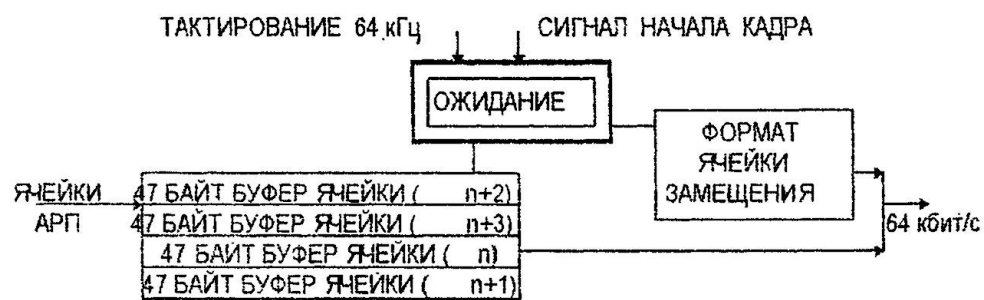 ТАКТИРОВАНИЕ 64 кГц
СИГНАЛ НАЧАЛА КАДРА
ОЖИДАНИЕ
ФОРМАТ
ЯЧЕЙКИ
ЗАМЕЩЕНИЯ
ЯЧЕЙКИ
АРП
47 БАЙТ БУФЕР ЯЧЕЙКИ ( n+2)
47 БАЙТ БУФЕР ЯЧЕЙКИ ( n+3)
47 БАЙТ БУФЕР ЯЧЕЙКИ ( n)
47 БАЙТ БУФЕР ЯЧЕЙКИ ( n+1)
64 кбит/с